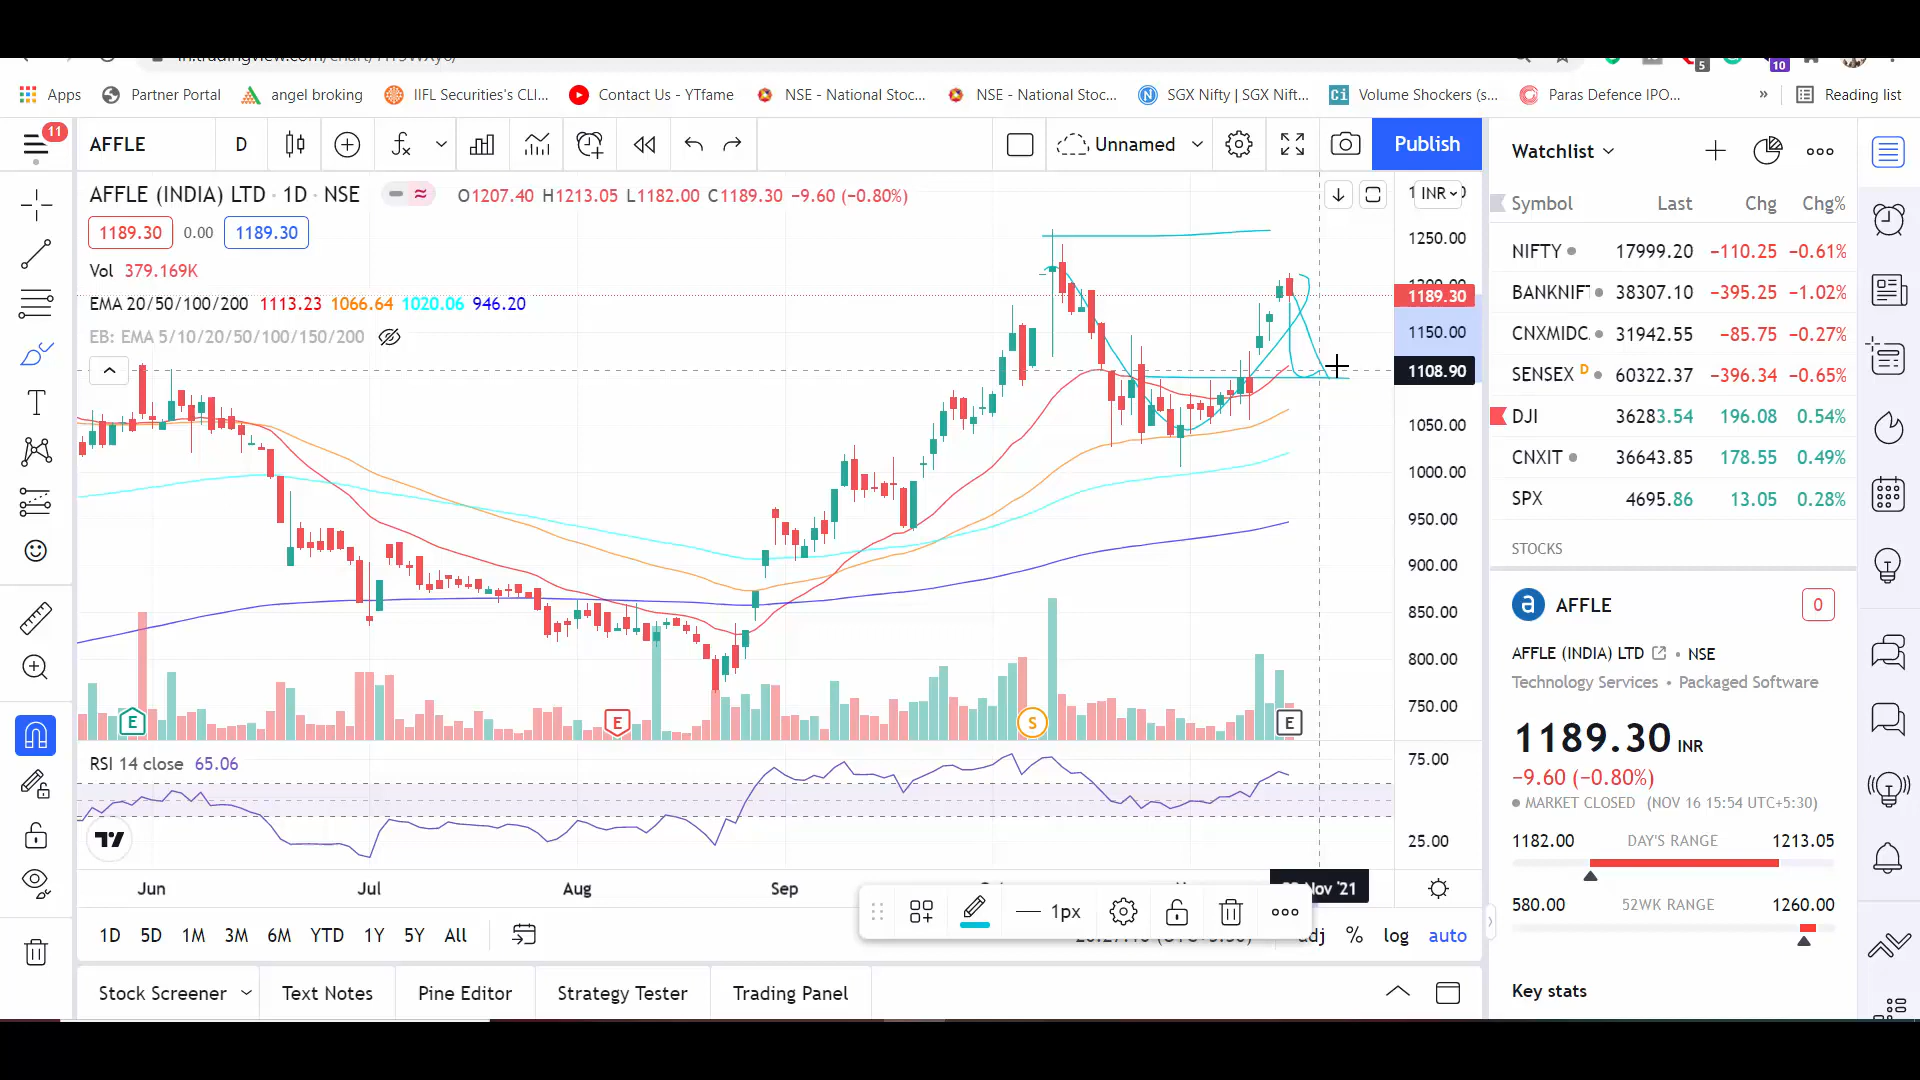 5
10
Apps
Partner Portal
angel broking
IIFL Securities's CLI...
Contact Us - YTfame
NSE - National Stoc...
NSE - National Stoc...
SGX Nifty | SGX Nift...
Volume Shockers (s...
Paras Defence IPO...
»
Reading list
11
AFFLE
D
Unnamed
Publish
Watchlist
AFFLE (INDIA) LTD · 1D · NSE
O1207.40 H1213.05 L1182.00 C1189.30 −9.60 (−0.80%)
INR
1189.30 0.00 1189.30
Vol 379.169K
EMA 20/50/100/200 1113.23 1066.64 1020.06 946.20
EB: EMA 5/10/20/50/100/150/200
1250.00
1189.30
1150.00
1108.90
1050.00
1000.00
950.00
900.00
850.00
800.00
750.00
E
E
S
E
RSI 14 close 65.06
75.00
25.00
Jun Jul Aug Sep
Nov '21
1D 5D 1M 3M 6M YTD 1Y 5Y All
1px
adj % log auto
Stock Screener
Text Notes
Pine Editor
Strategy Tester
Trading Panel
Symbol Last Chg Chg%
NIFTY 17999.20 −110.25 −0.61%
BANKNIF 38307.10 −395.25 −1.02%
CNXMIDC 31942.55 −85.75 −0.27%
SENSEX D 60322.37 −396.34 −0.65%
DJI 36283.54 196.08 0.54%
CNXIT 36643.85 178.55 0.49%
SPX 4695.86 13.05 0.28%
STOCKS
a AFFLE 0
AFFLE (INDIA) LTD • NSE
Technology Services • Packaged Software
1189.30 INR
−9.60 (−0.80%)
MARKET CLOSED (NOV 16 15:54 UTC+5:30)
1182.00 DAY'S RANGE 1213.05
580.00 52WK RANGE 1260.00
Key stats